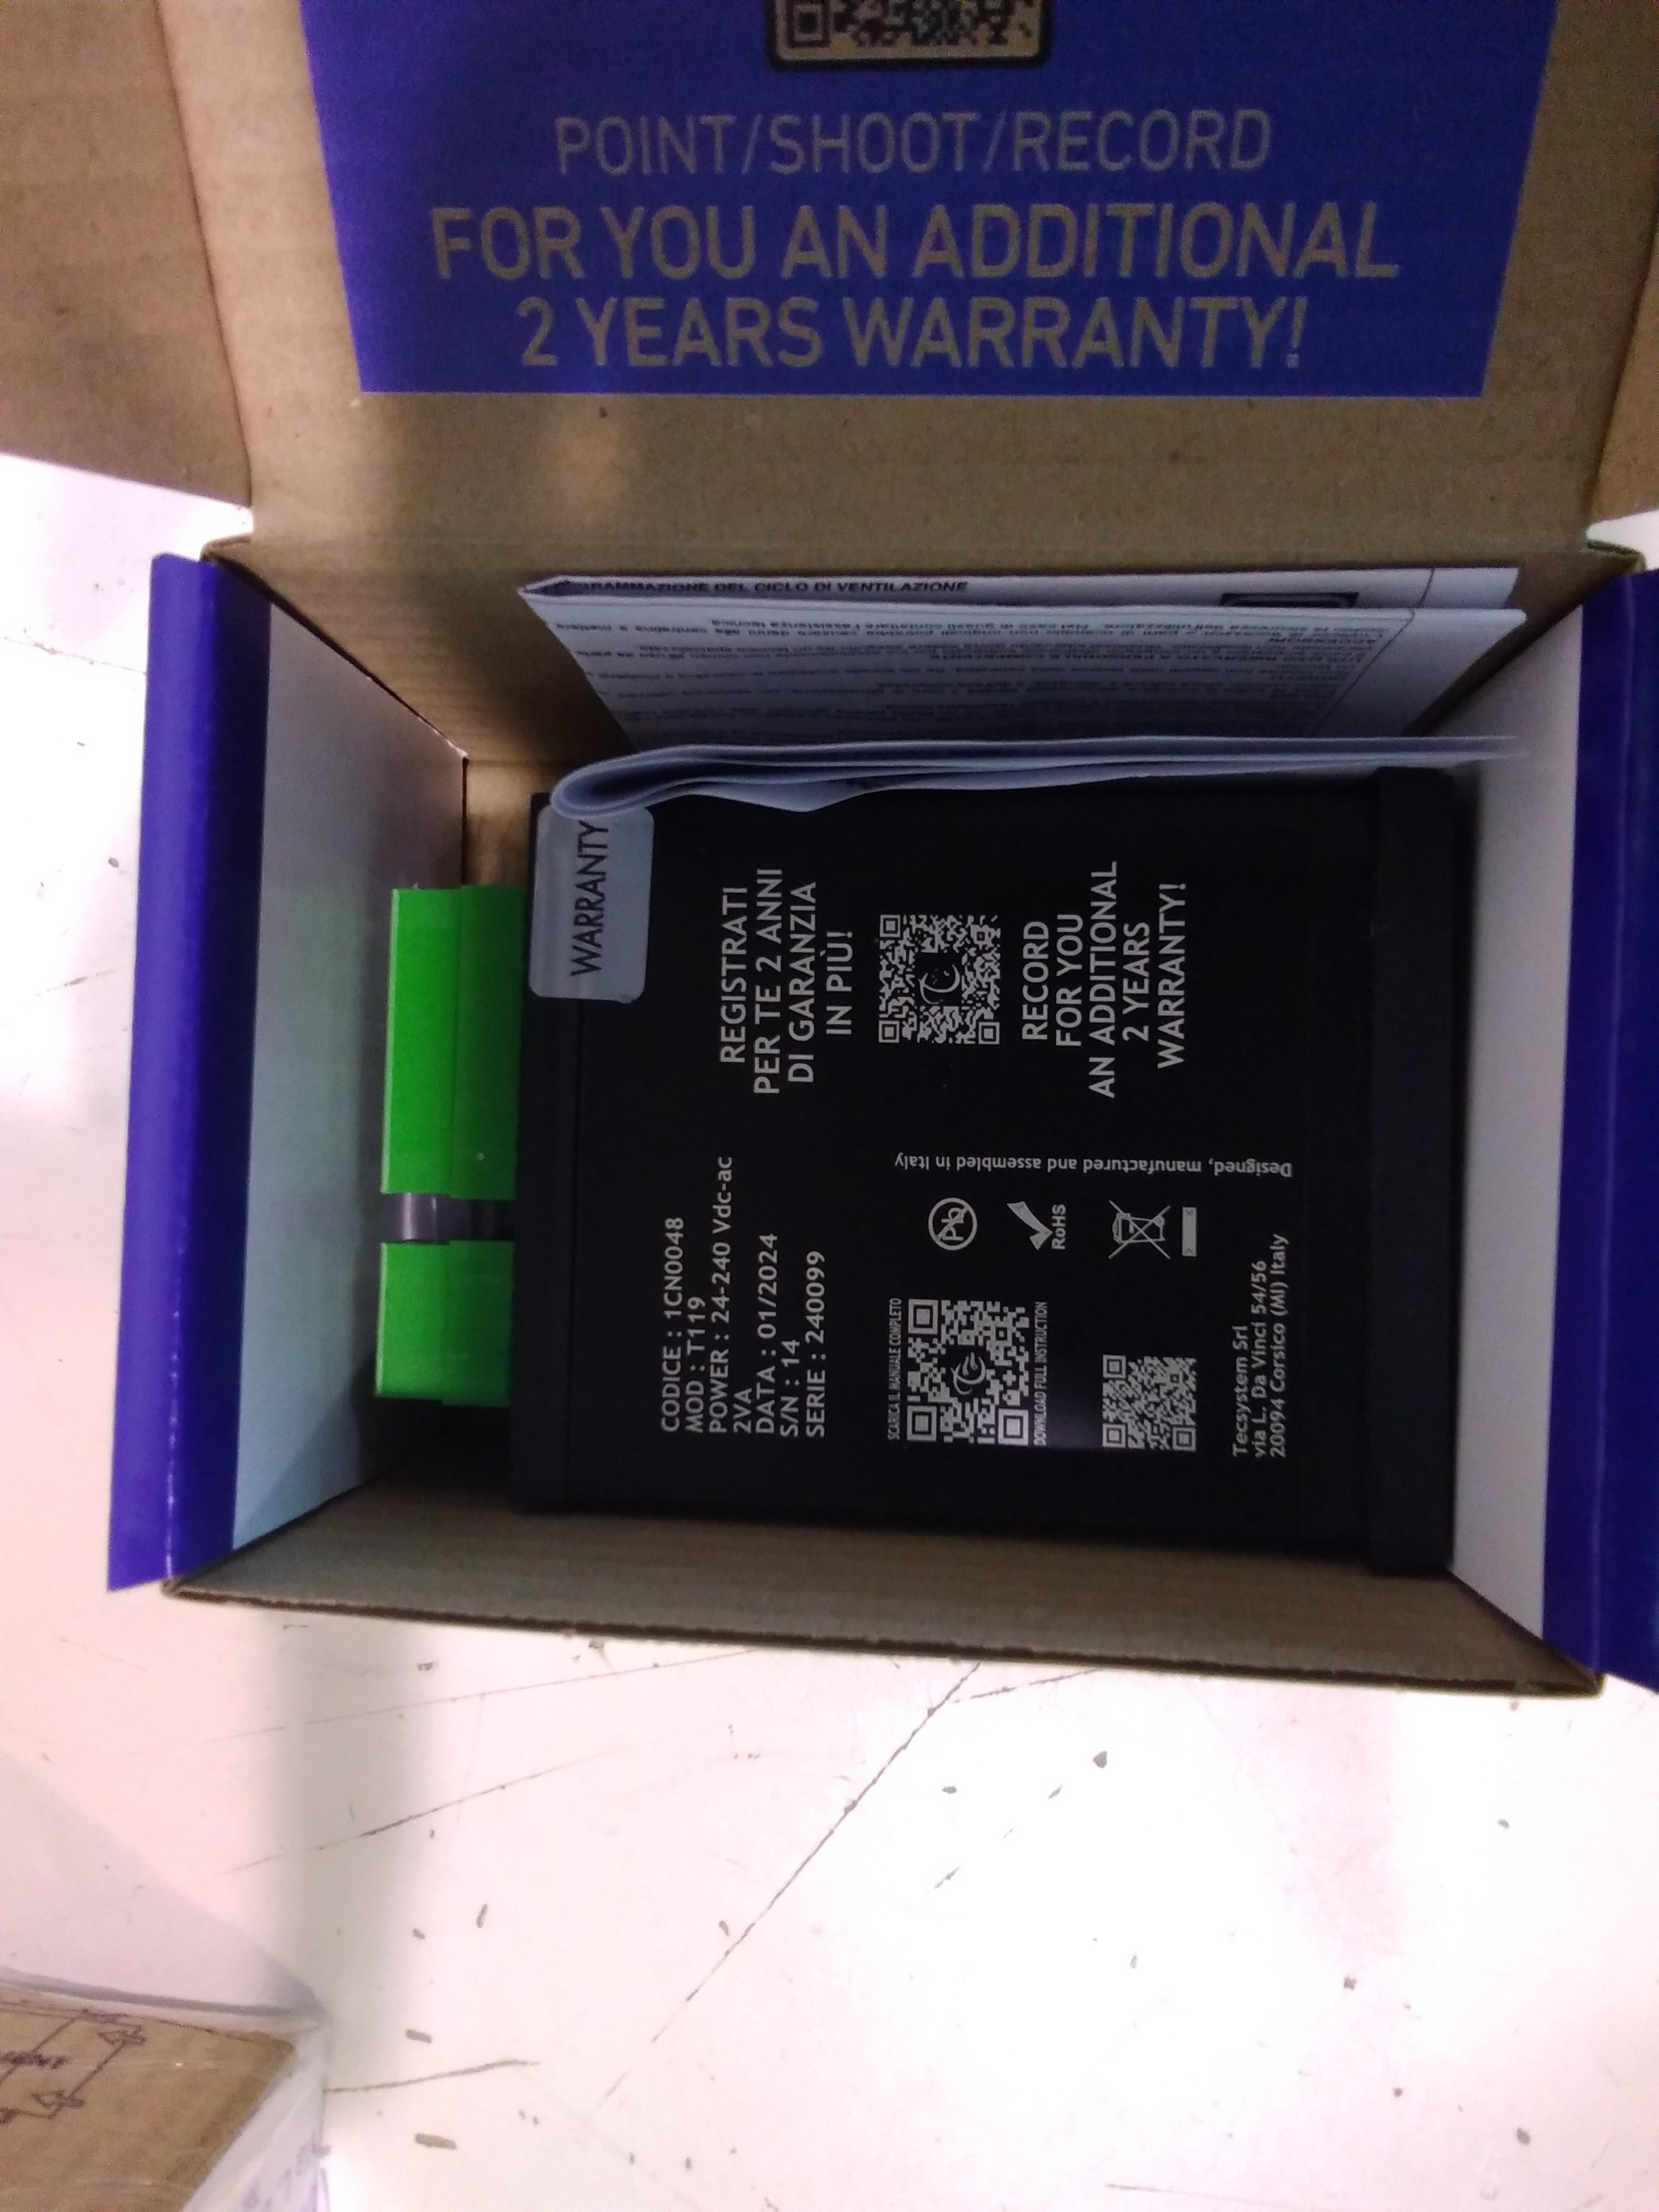 POINT/SHOOT/RECORD
FOR YOU AN ADDITIONAL
2 YEARS WARRANTY!
DEL CICLO DI VENTILAZIONE
WARRANTY
REGISTRATI
PER TE 2 ANNI
DI GARANZIA
IN PIÙ!
RECORD
FOR YOU
AN ADDITIONAL
2 YEARS
WARRANTY!
CODICE : 1CN0048
MOD : T119
POWER : 24-240 Vdc-ac
2VA
DATA : 01/2024
S/N : 14
SERIE : 240099
SCARICA IL MANUALE COMPLETO
DOWNLOAD FULL INSTRUCTION
Pb
RoHS
Designed, manufactured and assembled in Italy
Tecsystem Srl
via L. Da Vinci 54/56
20094 Corsico (MI) Italy